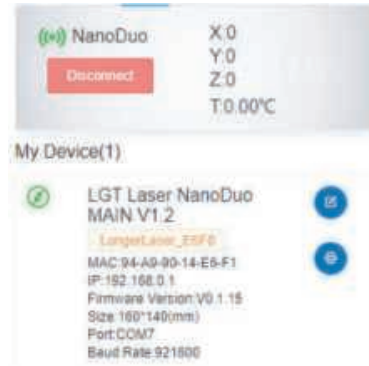 NanoDuo
Disconnect
X:0
Y:0
Z:0
T:0.00℃
My Device(1)
LGT Laser NanoDuo
MAIN V1.2
LongerLaser_E6F0
MAC:94-A9-90-14-E6-F1
IP:192.168.0.1
Firmware Version:V0.1.15
Size:160*140(mm)
Port:COM7
Baud Rate:921600